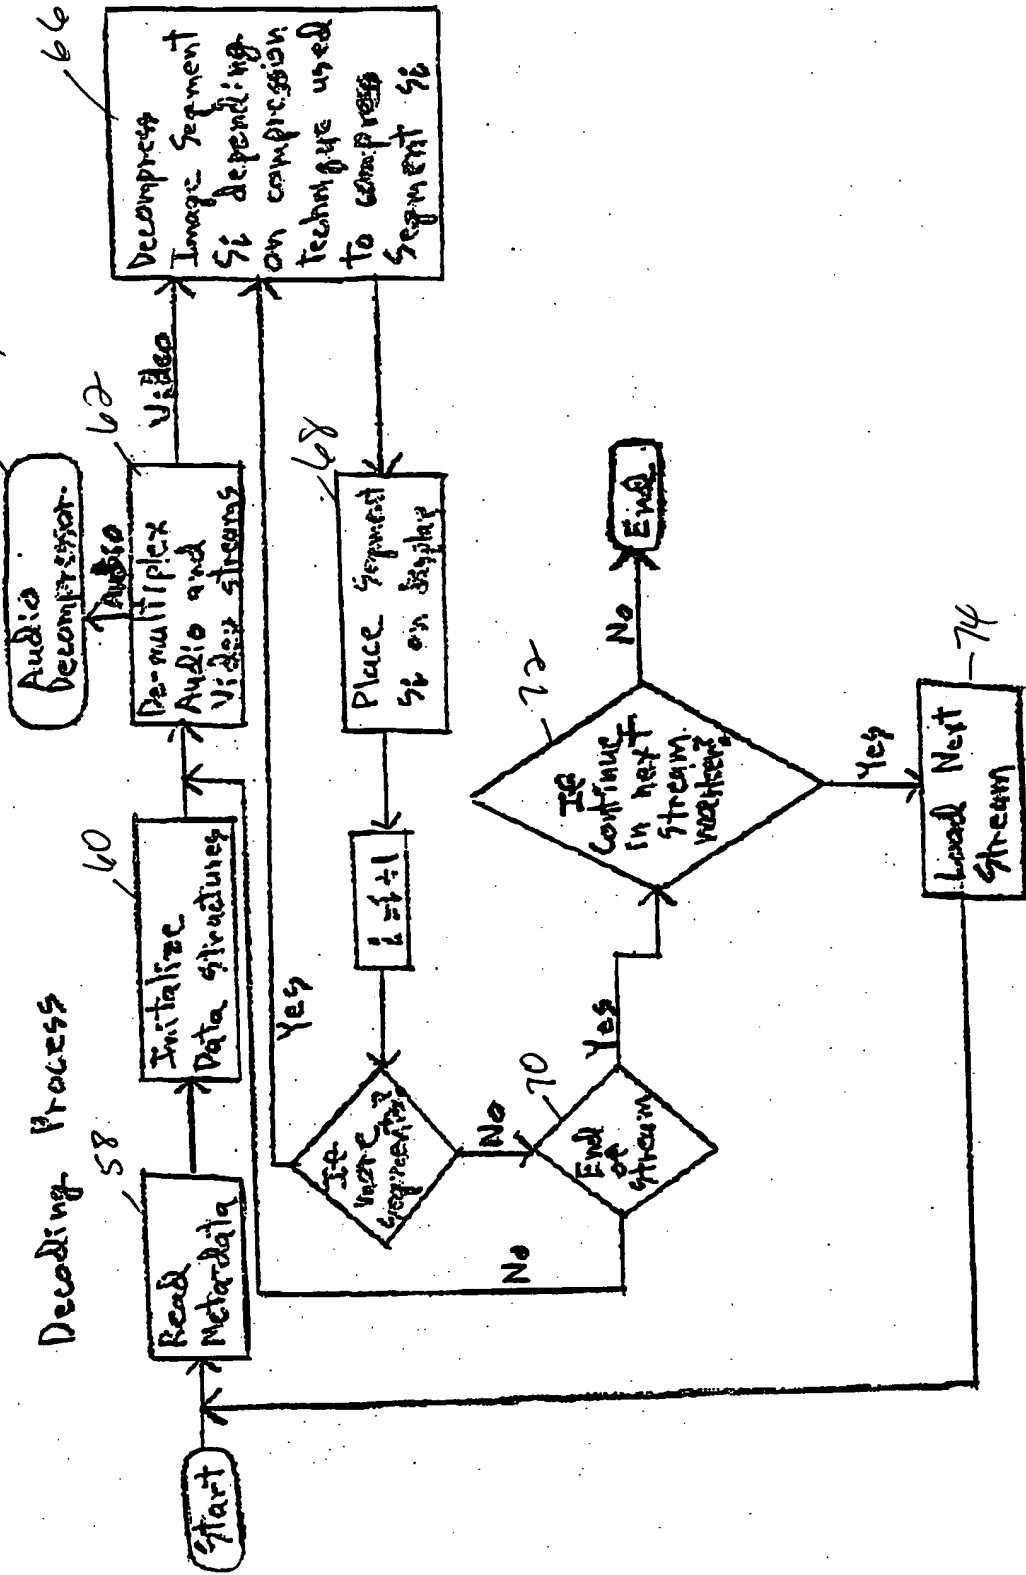 Decoding Process
Start
58
Read
Metadata
60
Initialize
Data Structures
62
De-multiplex
Audio and
Video streams
Audio
Audio
Decompressor.
Video
66
Decompress
Image Segment
Si depending
on compression
technique used
to compress
Segment Si
68
Place Segment
Si on display
i = i + 1
If
more
segments?
Yes
No
70
End
of
Stream
No
Yes
72
If
Continue
in next
stream
marker?
No
End
Yes
74
Load Next
Stream